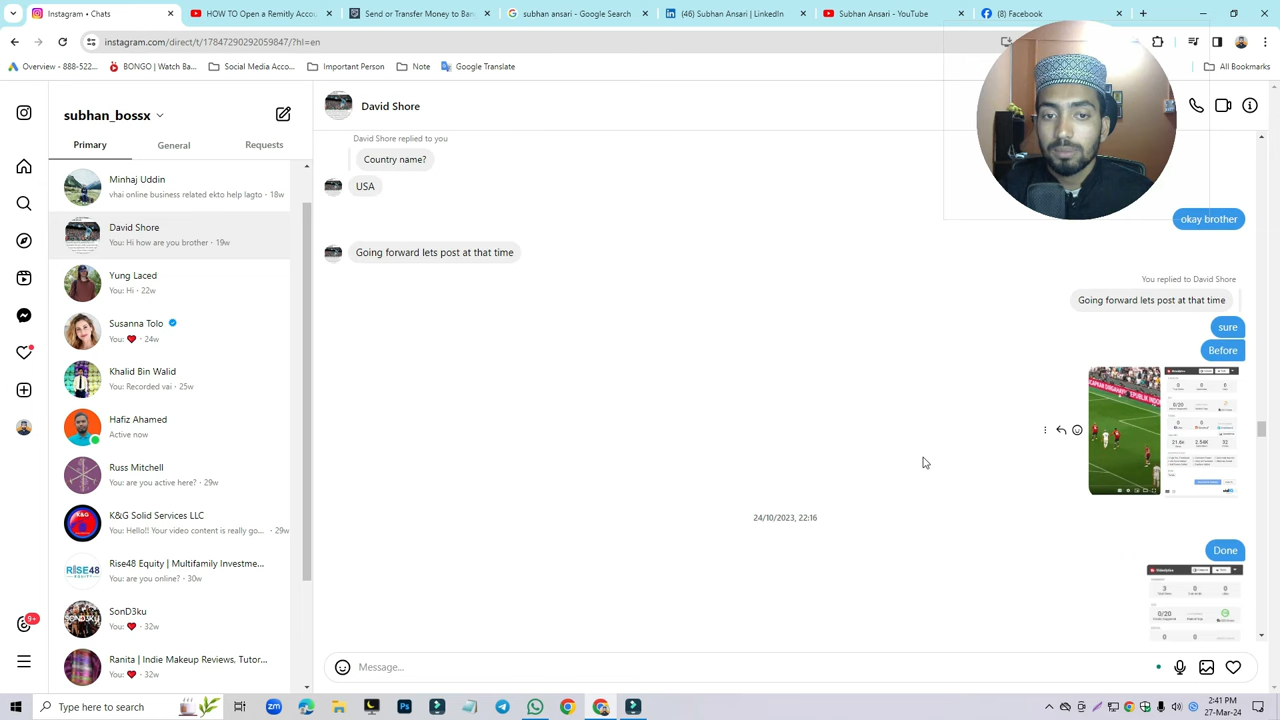 Instagram • Chats
HOW TO Open a Remitly Accou
Send or Transfer Money to Ban
subhan ansari - Google Search
(46) Subhan Ansari | LinkedIn
Subhan Ansari - YouTube
(8) Facebook
instagram.com/direct/t/17847290292059847/?hl=en
Overview - 888-522...
BONGO | Watch Ba...
Social Media Acco...
Important Person
Note
Google Translate
All Bookmarks
subhan_bossx
Primary
General
Requests
Minhaj Uddin
vhai online business related ekto help lagto · 18w
David Shore
You: Hi how are you brother · 19w
Yung Laced
You: Hi · 22w
Susanna Tolo
You: ❤ · 24w
Khalid Bin Walid
You: Recorded vai · 25w
Hafiz Ahamed
Active now
Russ Mitchell
You: are you active here? · 29w
K&G Solid Services LLC
You: Hello!! Your video content is really go... · 29w
Rise48 Equity | Multifamily Investme...
You: are you online? · 30w
SonD3ku
You: ❤ · 32w
Ranita | Indie Makeup Reviews, Tutor...
You: ❤ · 32w
9+
David Shore
David Shore replied to you
Country name?
USA
okay brother
Going forward lets post at that time
You replied to David Shore
Going forward lets post at that time
sure
Before
24/10/2023, 22:16
Done
0/20
Message...
Type here to search
2:41 PM
27-Mar-24